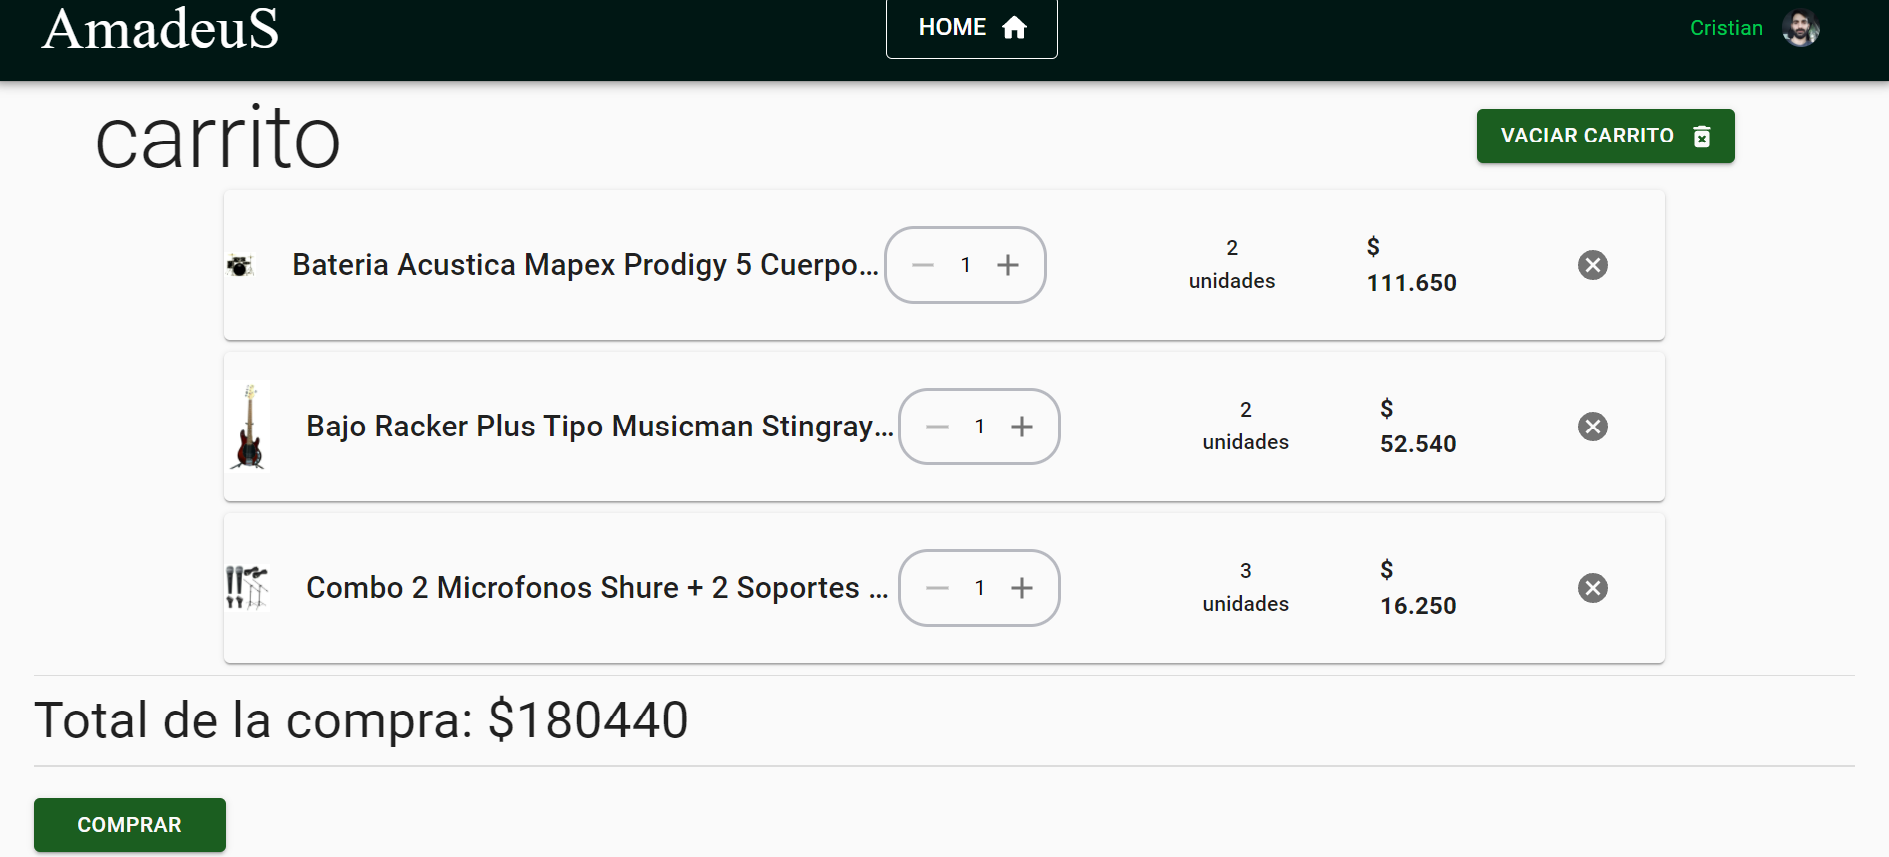 AmadeuS
HOME
Cristian
carrito
VACIAR CARRITO
Bateria Acustica Mapex Prodigy 5 Cuerpo...
1
2
unidades
$
111.650
Bajo Racker Plus Tipo Musicman Stingray...
1
2
unidades
$
52.540
Combo 2 Microfonos Shure + 2 Soportes ...
1
3
unidades
$
16.250
Total de la compra: $180440
COMPRAR